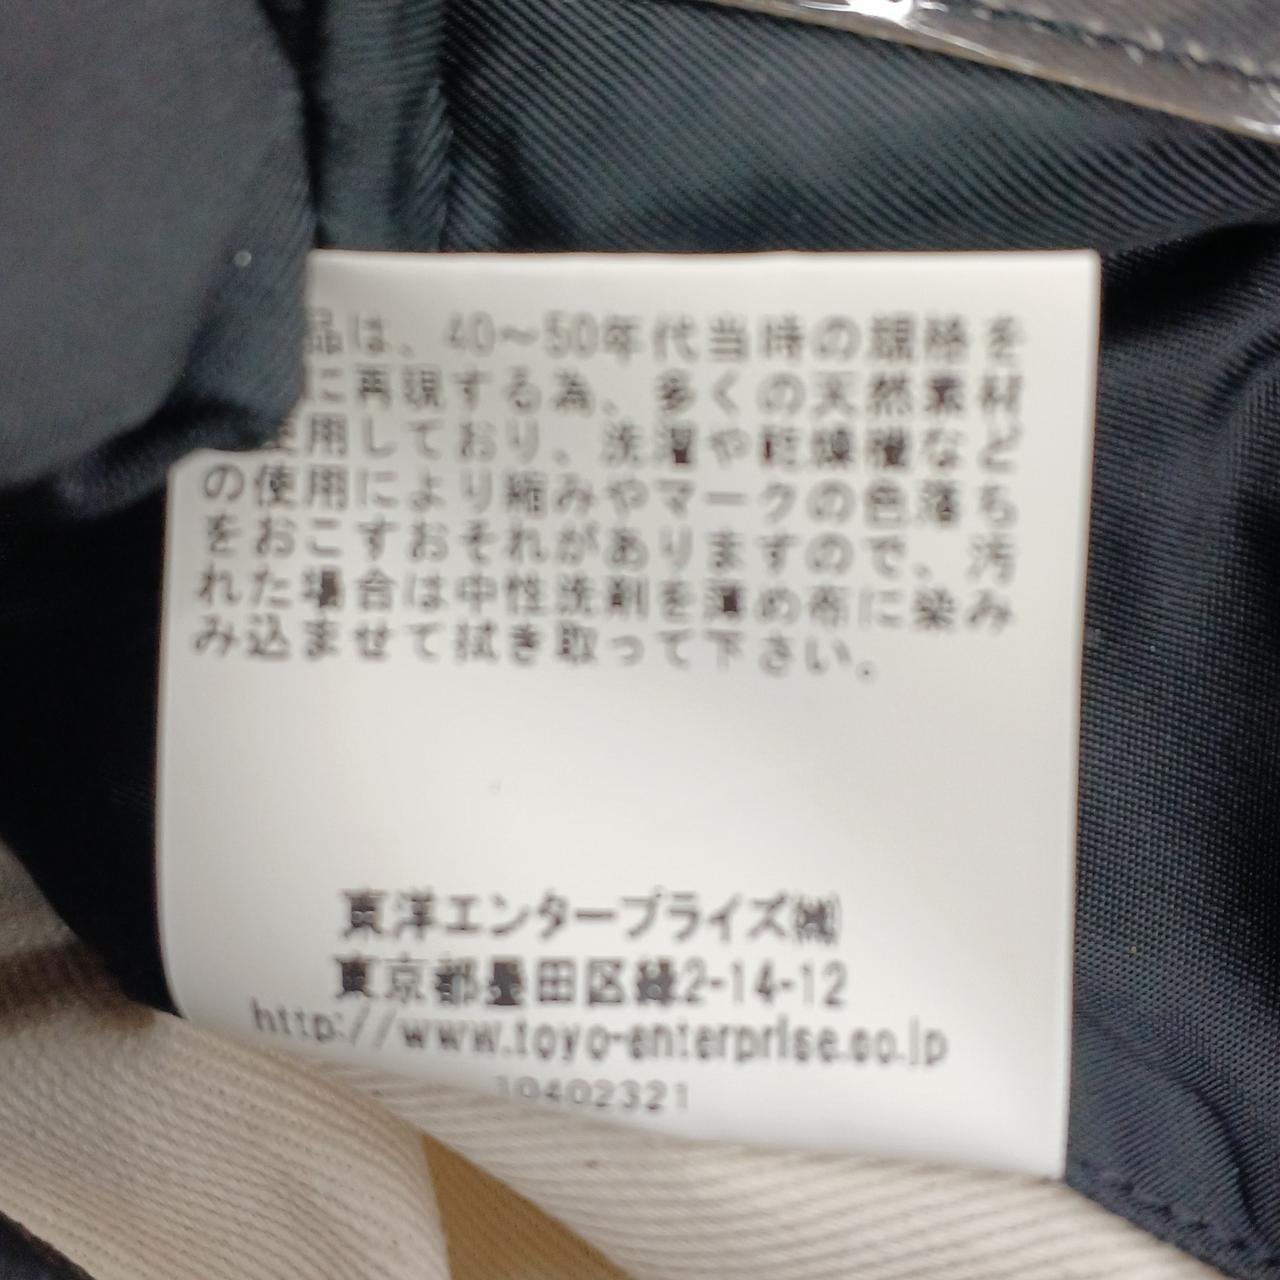 品は、40～50年代当時の規格を
に再現する為、多くの天然素材
使用しており、洗濯や乾燥機など
の使用により縮みやマークの色落ち
をおこすおそれがありますので、汚
れた場合は中性洗剤を薄め布に染み
み込ませて拭き取って下さい。
東洋エンタープライズ㈱
東京都墨田区緑2-14-12
http://www.toyo-enterprise.co.jp
10402321